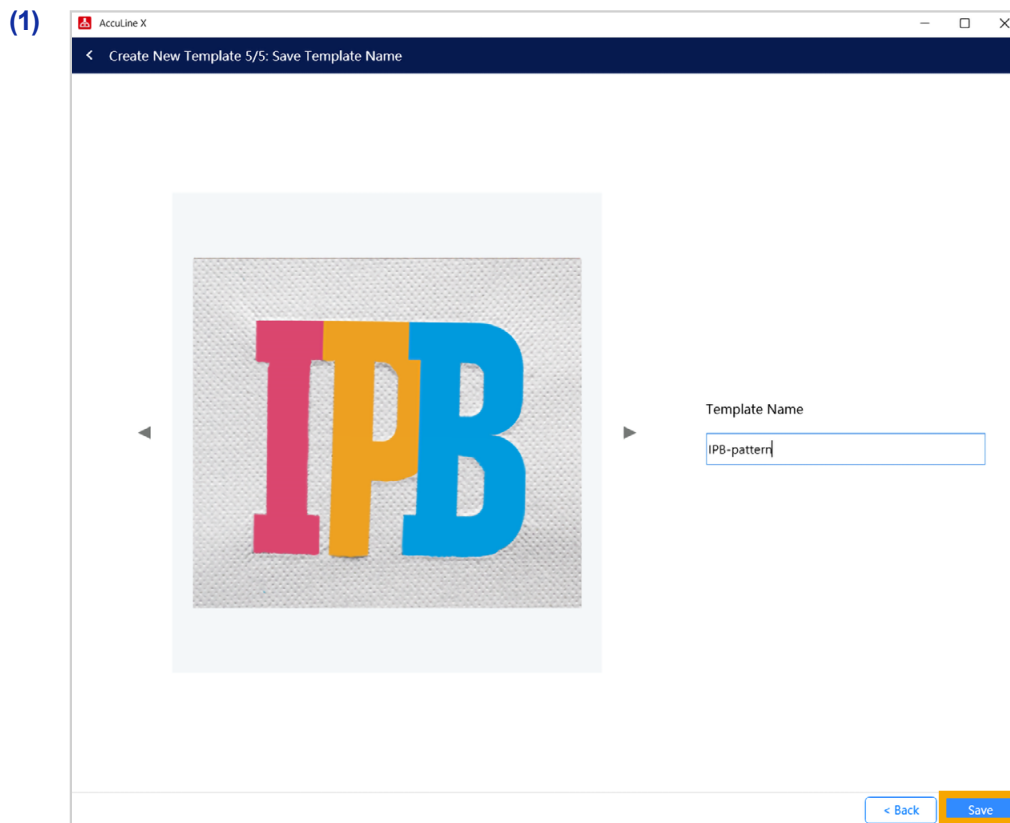 (1)
AccuLine X
Create New Template 5/5: Save Template Name
IPB
Template Name
IPB-pattern
< Back
Save